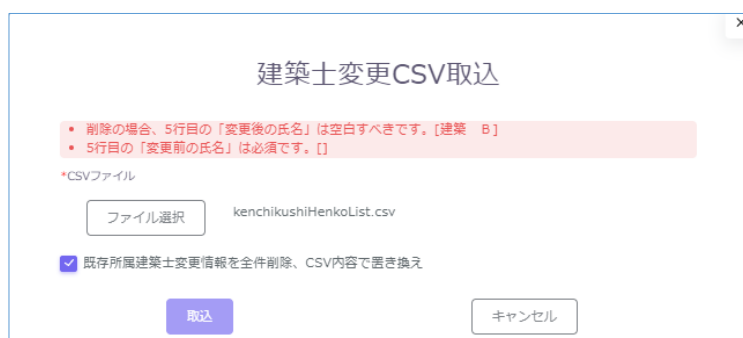 ×
建築士変更CSV取込
• 削除の場合、5行目の「変更後の氏名」は空白すべきです。[建築　B]
• 5行目の「変更前の氏名」は必須です。[]
*CSVファイル
ファイル選択 kenchikushiHenkoList.csv
既存所属建築士変更情報を全件削除、CSV内容で置き換え
取込 キャンセル